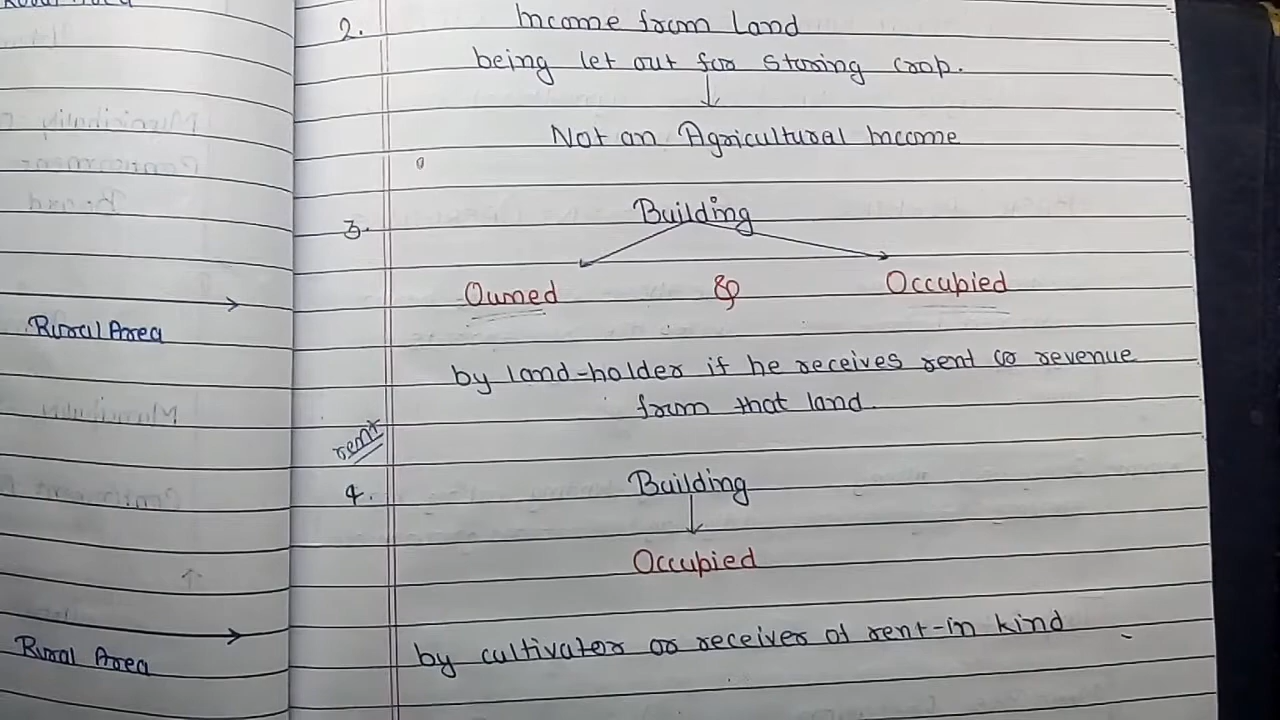 2.
Income from Land
being let out for storing crop.
Not an Agricultural Income
3.
Building
Owned & Occupied
Rural Area
by land-holder if he receives rent or revenue
from that land.
rent
4.
Building
Occupied
Rural Area
by cultivator or receiver of rent-in kind